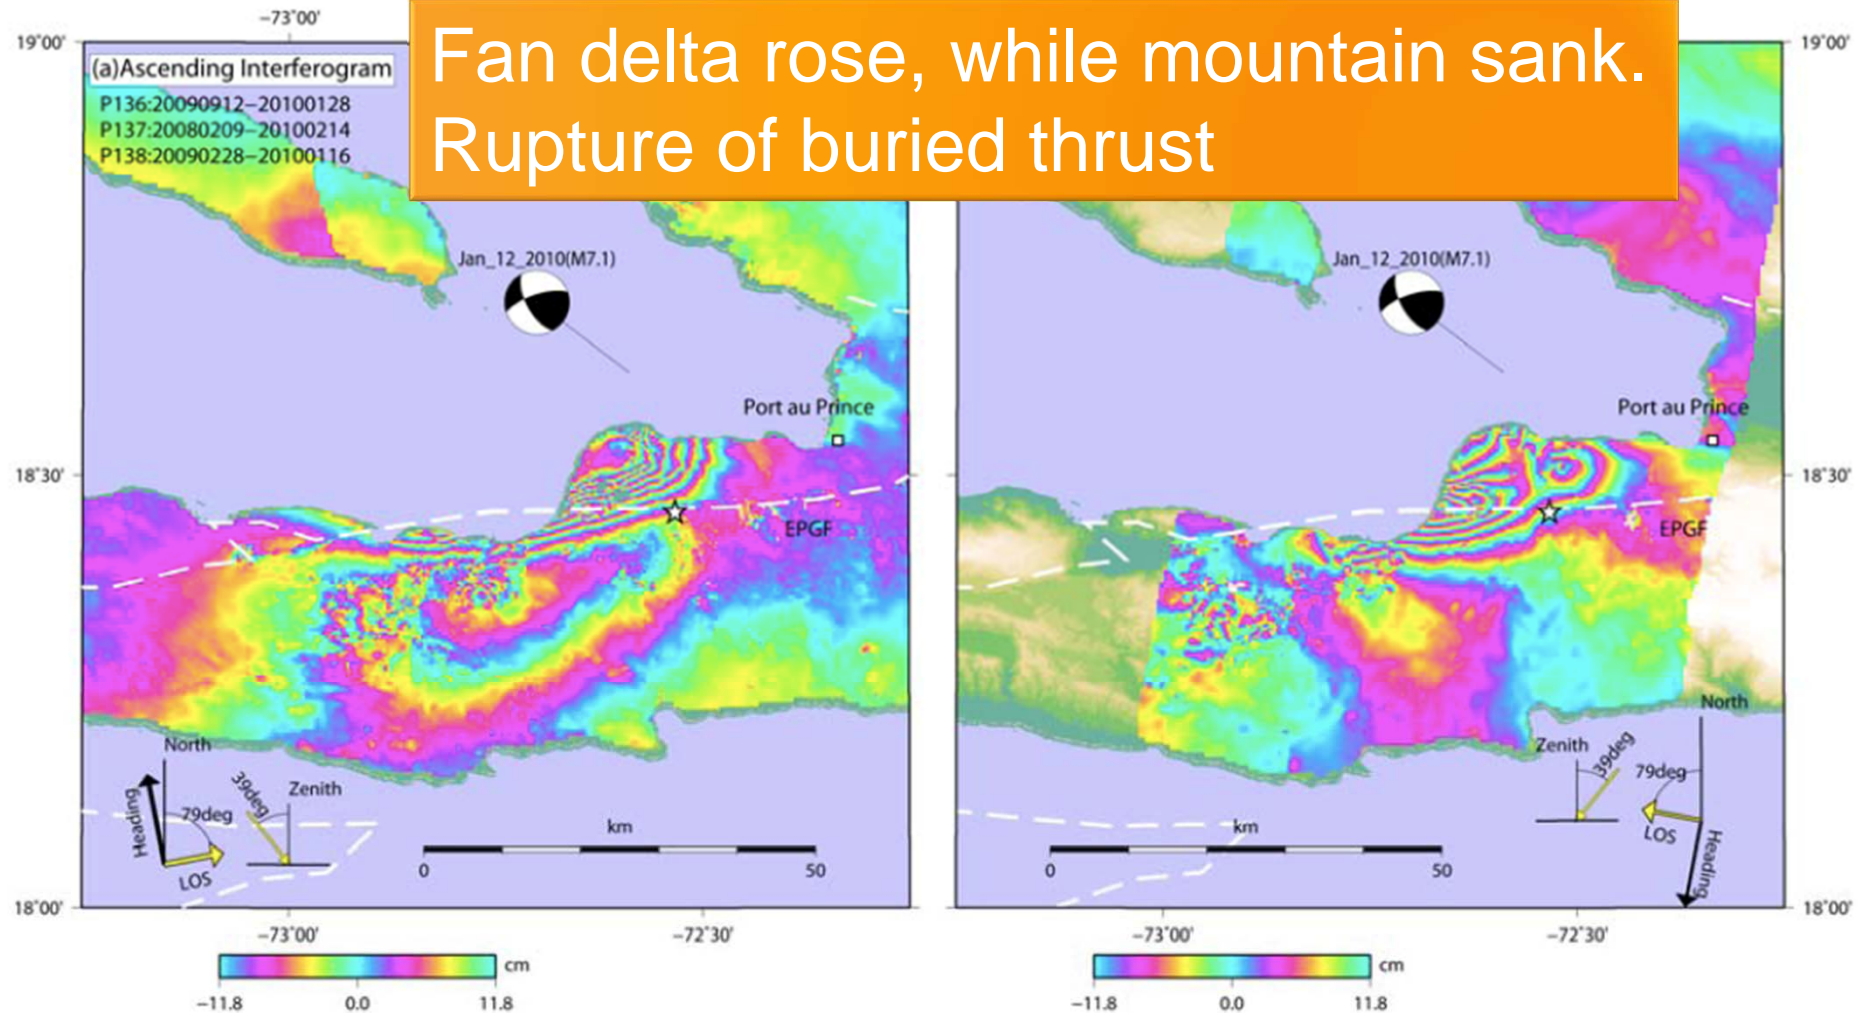 Fan delta rose, while mountain sank.
Rupture of buried thrust
−73˚00'
19˚00'
19˚00'
(a)Ascending Interferogram
P136:20090912−20100128
P137:20080209−20100214
P138:20090228−20100116
Jan_12_2010(M7.1)
Jan_12_2010(M7.1)
Port au Prince
Port au Prince
18˚30'
18˚30'
EPGF
EPGF
North
Heading
79deg
LOS
39deg
Zenith
km
0
50
km
0
50
Zenith
39deg
North
79deg
LOS
Heading
18˚00'
18˚00'
−73˚00'
−72˚30'
−73˚00'
−72˚30'
cm
−11.8
0.0
11.8
cm
−11.8
0.0
11.8